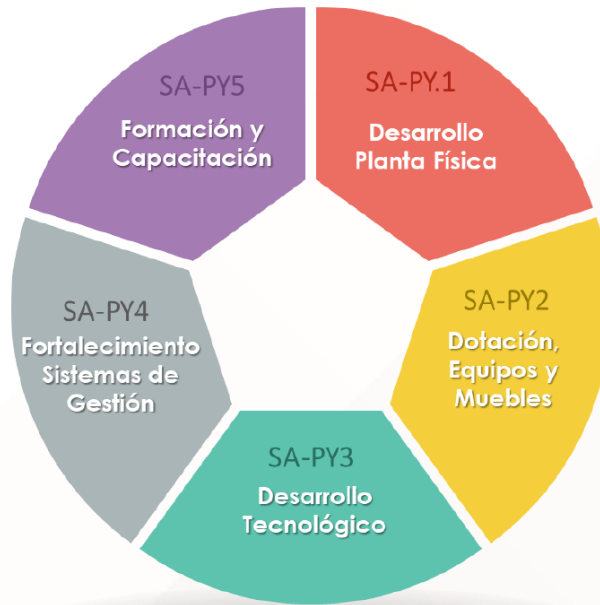 SA-PY5
Formación y
Capacitación
SA-PY.1
Desarrollo
Planta Física
SA-PY4
Fortalecimiento
Sistemas de
Gestión
SA-PY2
Dotación,
Equipos y
Muebles
SA-PY3
Desarrollo
Tecnológico